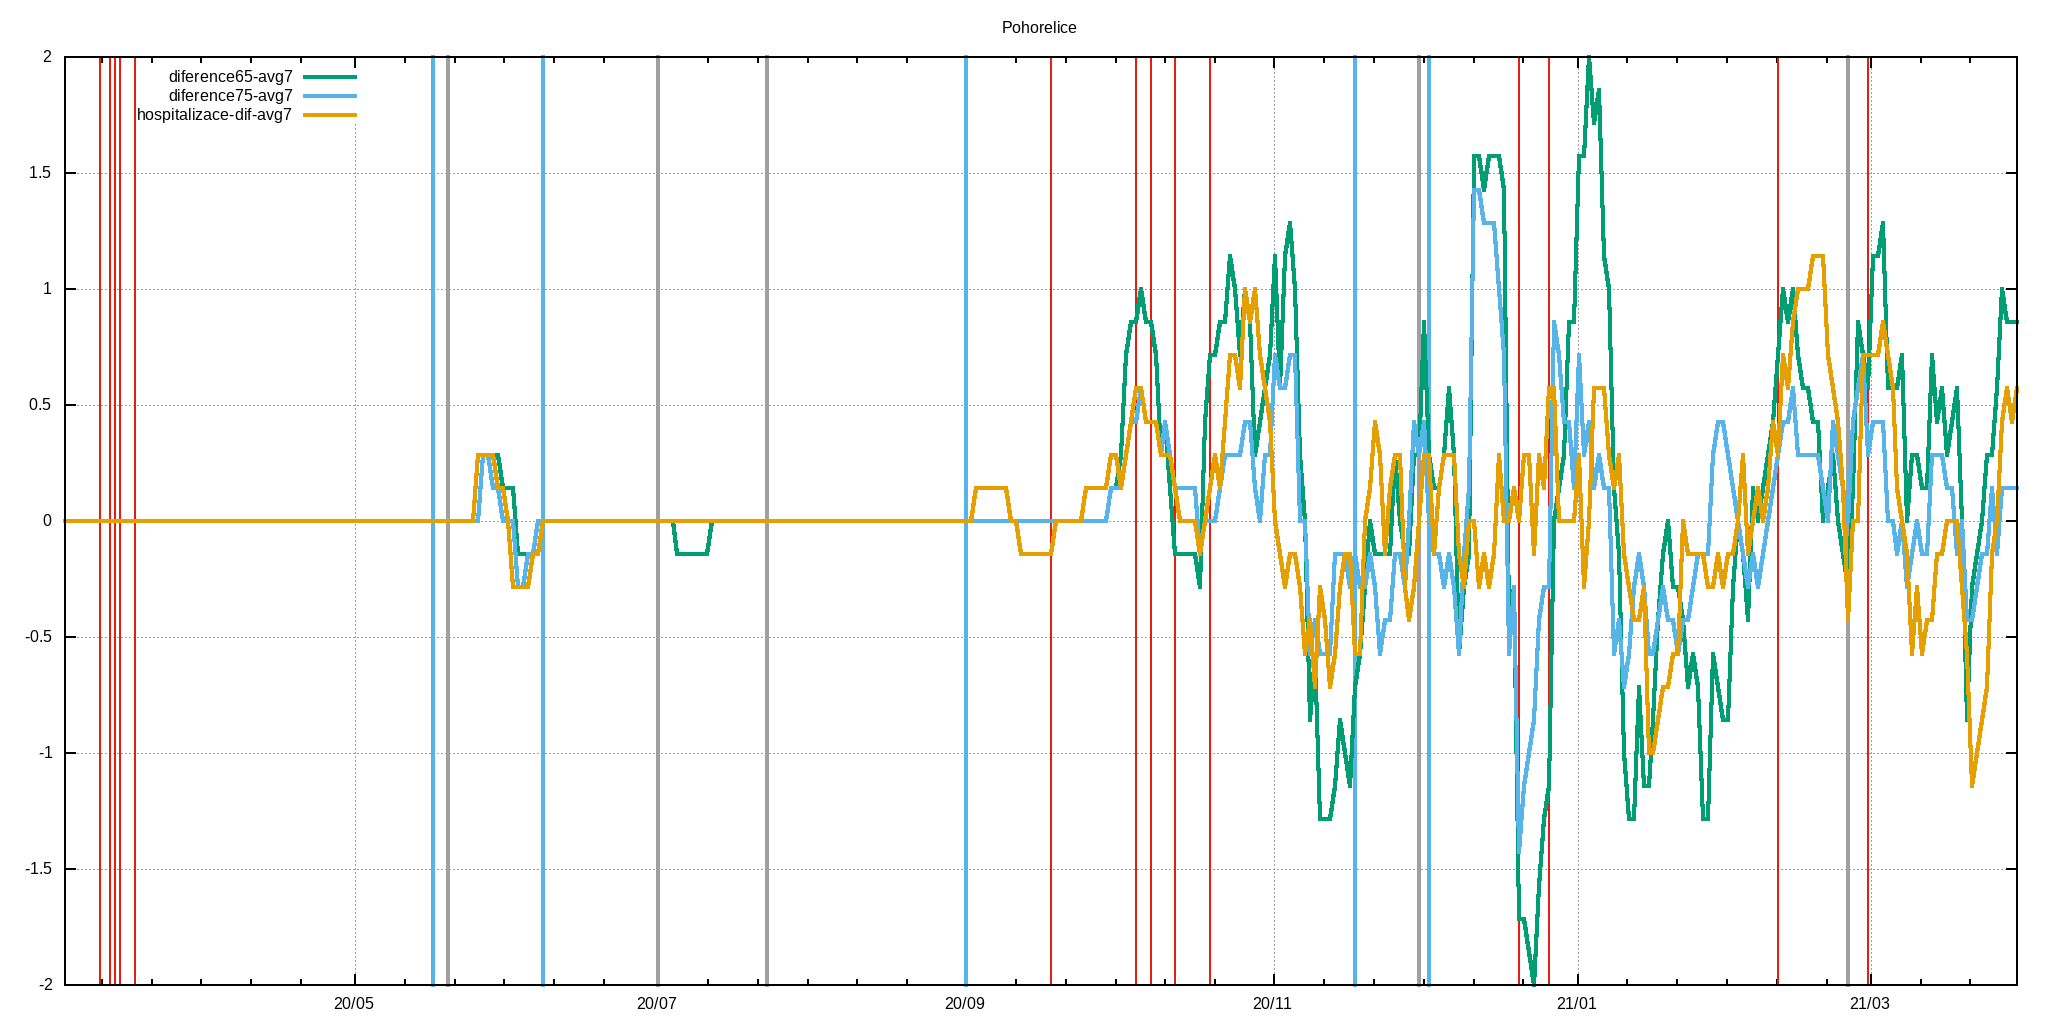 Pohorelice
diference65-avg7
diference75-avg7
hospitalizace-dif-avg7
2
1.5
1
0.5
0
-0.5
-1
-1.5
-2
20/05 20/07 20/09 20/11 21/01 21/03